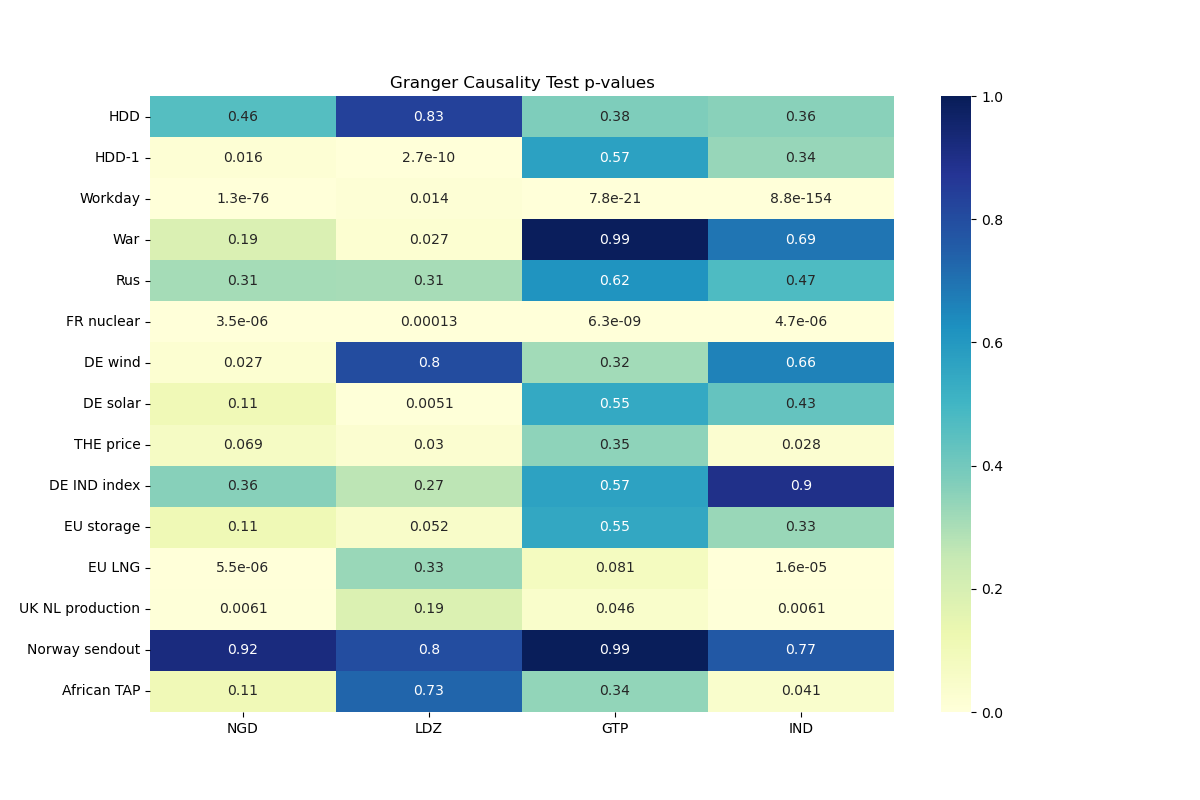 Granger Causality Test p-values
HDD 0.46 0.83 0.38 0.36
HDD-1 0.016 2.7e-10 0.57 0.34
Workday 1.3e-76 0.014 7.8e-21 8.8e-154
War 0.19 0.027 0.99 0.69
Rus 0.31 0.31 0.62 0.47
FR nuclear 3.5e-06 0.00013 6.3e-09 4.7e-06
DE wind 0.027 0.8 0.32 0.66
DE solar 0.11 0.0051 0.55 0.43
THE price 0.069 0.03 0.35 0.028
DE IND index 0.36 0.27 0.57 0.9
EU storage 0.11 0.052 0.55 0.33
EU LNG 5.5e-06 0.33 0.081 1.6e-05
UK NL production 0.0061 0.19 0.046 0.0061
Norway sendout 0.92 0.8 0.99 0.77
African TAP 0.11 0.73 0.34 0.041
NGD LDZ GTP IND
1.0
0.8
0.6
0.4
0.2
0.0